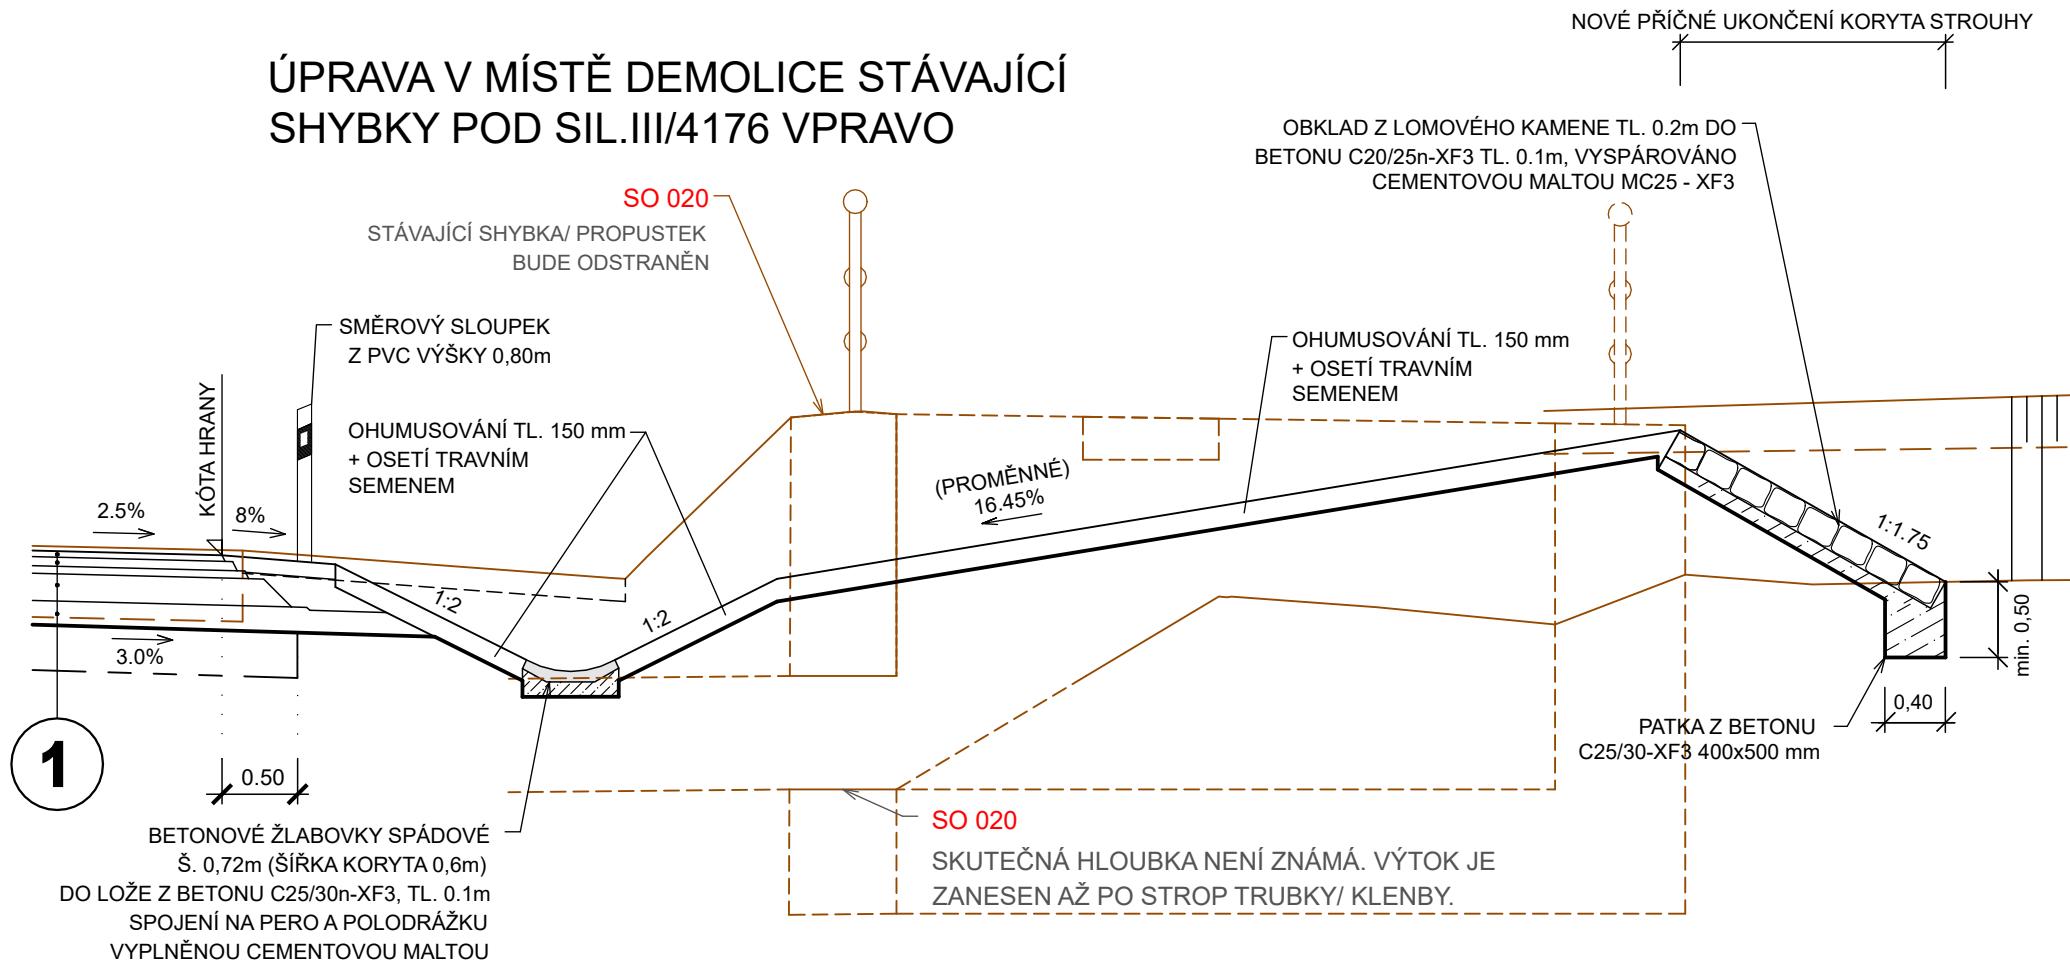 NOVÉ PŘÍČNÉ UKONČENÍ KORYTA STROUHY
ÚPRAVA V MÍSTĚ DEMOLICE STÁVAJÍCÍ
SHYBKY POD SIL.III/4176 VPRAVO
OBKLAD Z LOMOVÉHO KAMENE TL. 0.2m DO
BETONU C20/25n-XF3 TL. 0.1m, VYSPÁROVÁNO
CEMENTOVOU MALTOU MC25 - XF3
SO 020
STÁVAJÍCÍ SHYBKA/ PROPUSTEK
BUDE ODSTRANĚN
SMĚROVÝ SLOUPEK
Z PVC VÝŠKY 0,80m
OHUMUSOVÁNÍ TL. 150 mm
+ OSETÍ TRAVNÍM
SEMENEM
KÓTA HRANY
OHUMUSOVÁNÍ TL. 150 mm
+ OSETÍ TRAVNÍM
SEMENEM
(PROMĚNNÉ)
16.45%
2.5%
8%
1:1.75
1:2
1:2
3.0%
min. 0,50
0,40
PATKA Z BETONU
C25/30-XF3 400x500 mm
1
0.50
BETONOVÉ ŽLABOVKY SPÁDOVÉ
Š. 0,72m (ŠÍŘKA KORYTA 0,6m)
DO LOŽE Z BETONU C25/30n-XF3, TL. 0.1m
SPOJENÍ NA PERO A POLODRÁŽKU
VYPLNĚNOU CEMENTOVOU MALTOU
SO 020
SKUTEČNÁ HLOUBKA NENÍ ZNÁMÁ. VÝTOK JE
ZANESEN AŽ PO STROP TRUBKY/ KLENBY.